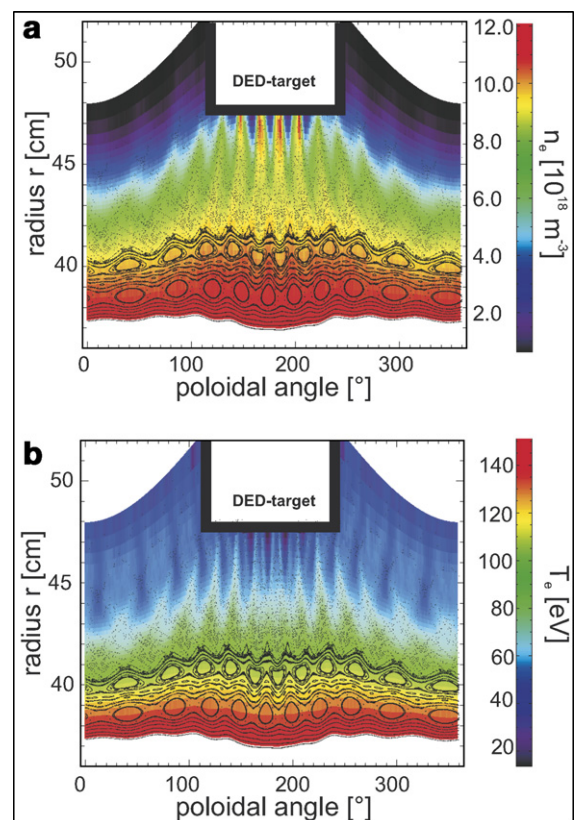 a
50
45
40
radius r [cm]
DED-target
0
100
200
300
poloidal angle [°]
12.0
10.0
8.0
6.0
4.0
2.0
n_e [10^18 m^-3]
b
50
45
40
radius r [cm]
DED-target
0
100
200
300
poloidal angle [°]
140
120
100
80
60
40
20
T_e [eV]